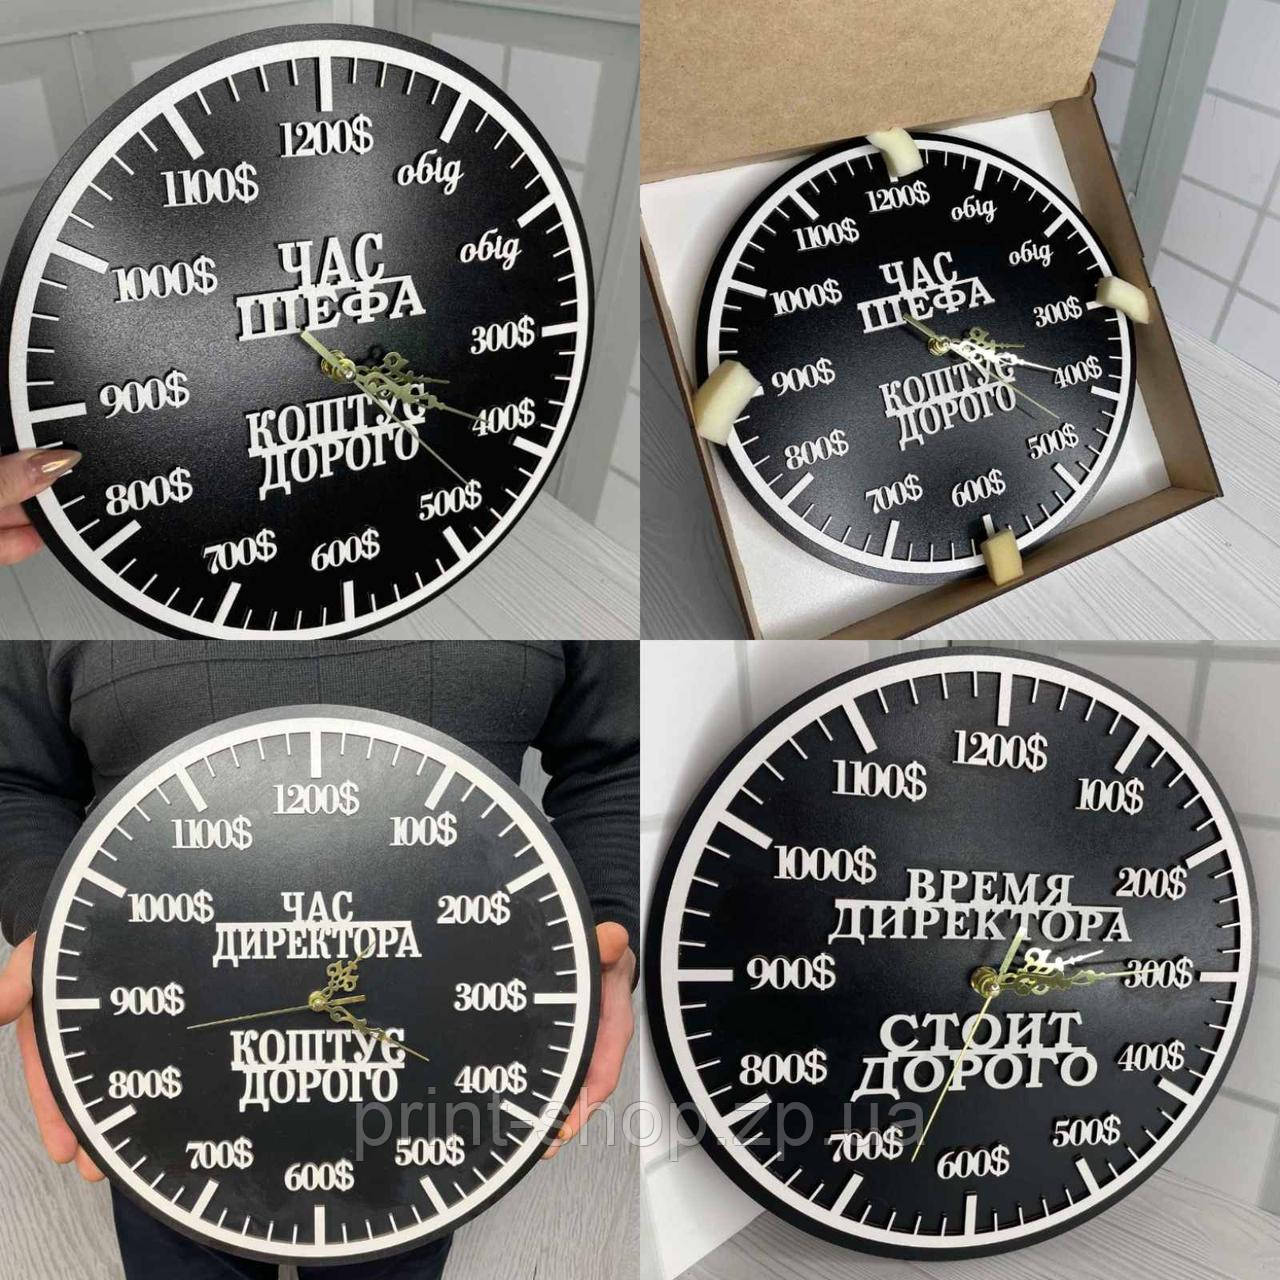 1200$
обід
1100$
обід
ЧАС
ШЕФА
1000$
300$
900$
КОШТУЄ
ДОРОГО
400$
800$
500$
700$
600$
1200$
обід
1100$
обід
ЧАС
ШЕФА
1000$
300$
900$
КОШТУЄ
ДОРОГО
400$
800$
500$
700$
600$
1200$
1100$
100$
1000$
ЧАС
ДИРЕКТОРА
200$
900$
300$
КОШТУЄ
ДОРОГО
800$
400$
700$
500$
600$
1200$
1100$
100$
1000$
ВРЕМЯ
ДИРЕКТОРА
200$
900$
300$
СТОИТ
ДОРОГО
800$
400$
700$
500$
600$
print-shop.zp.ua